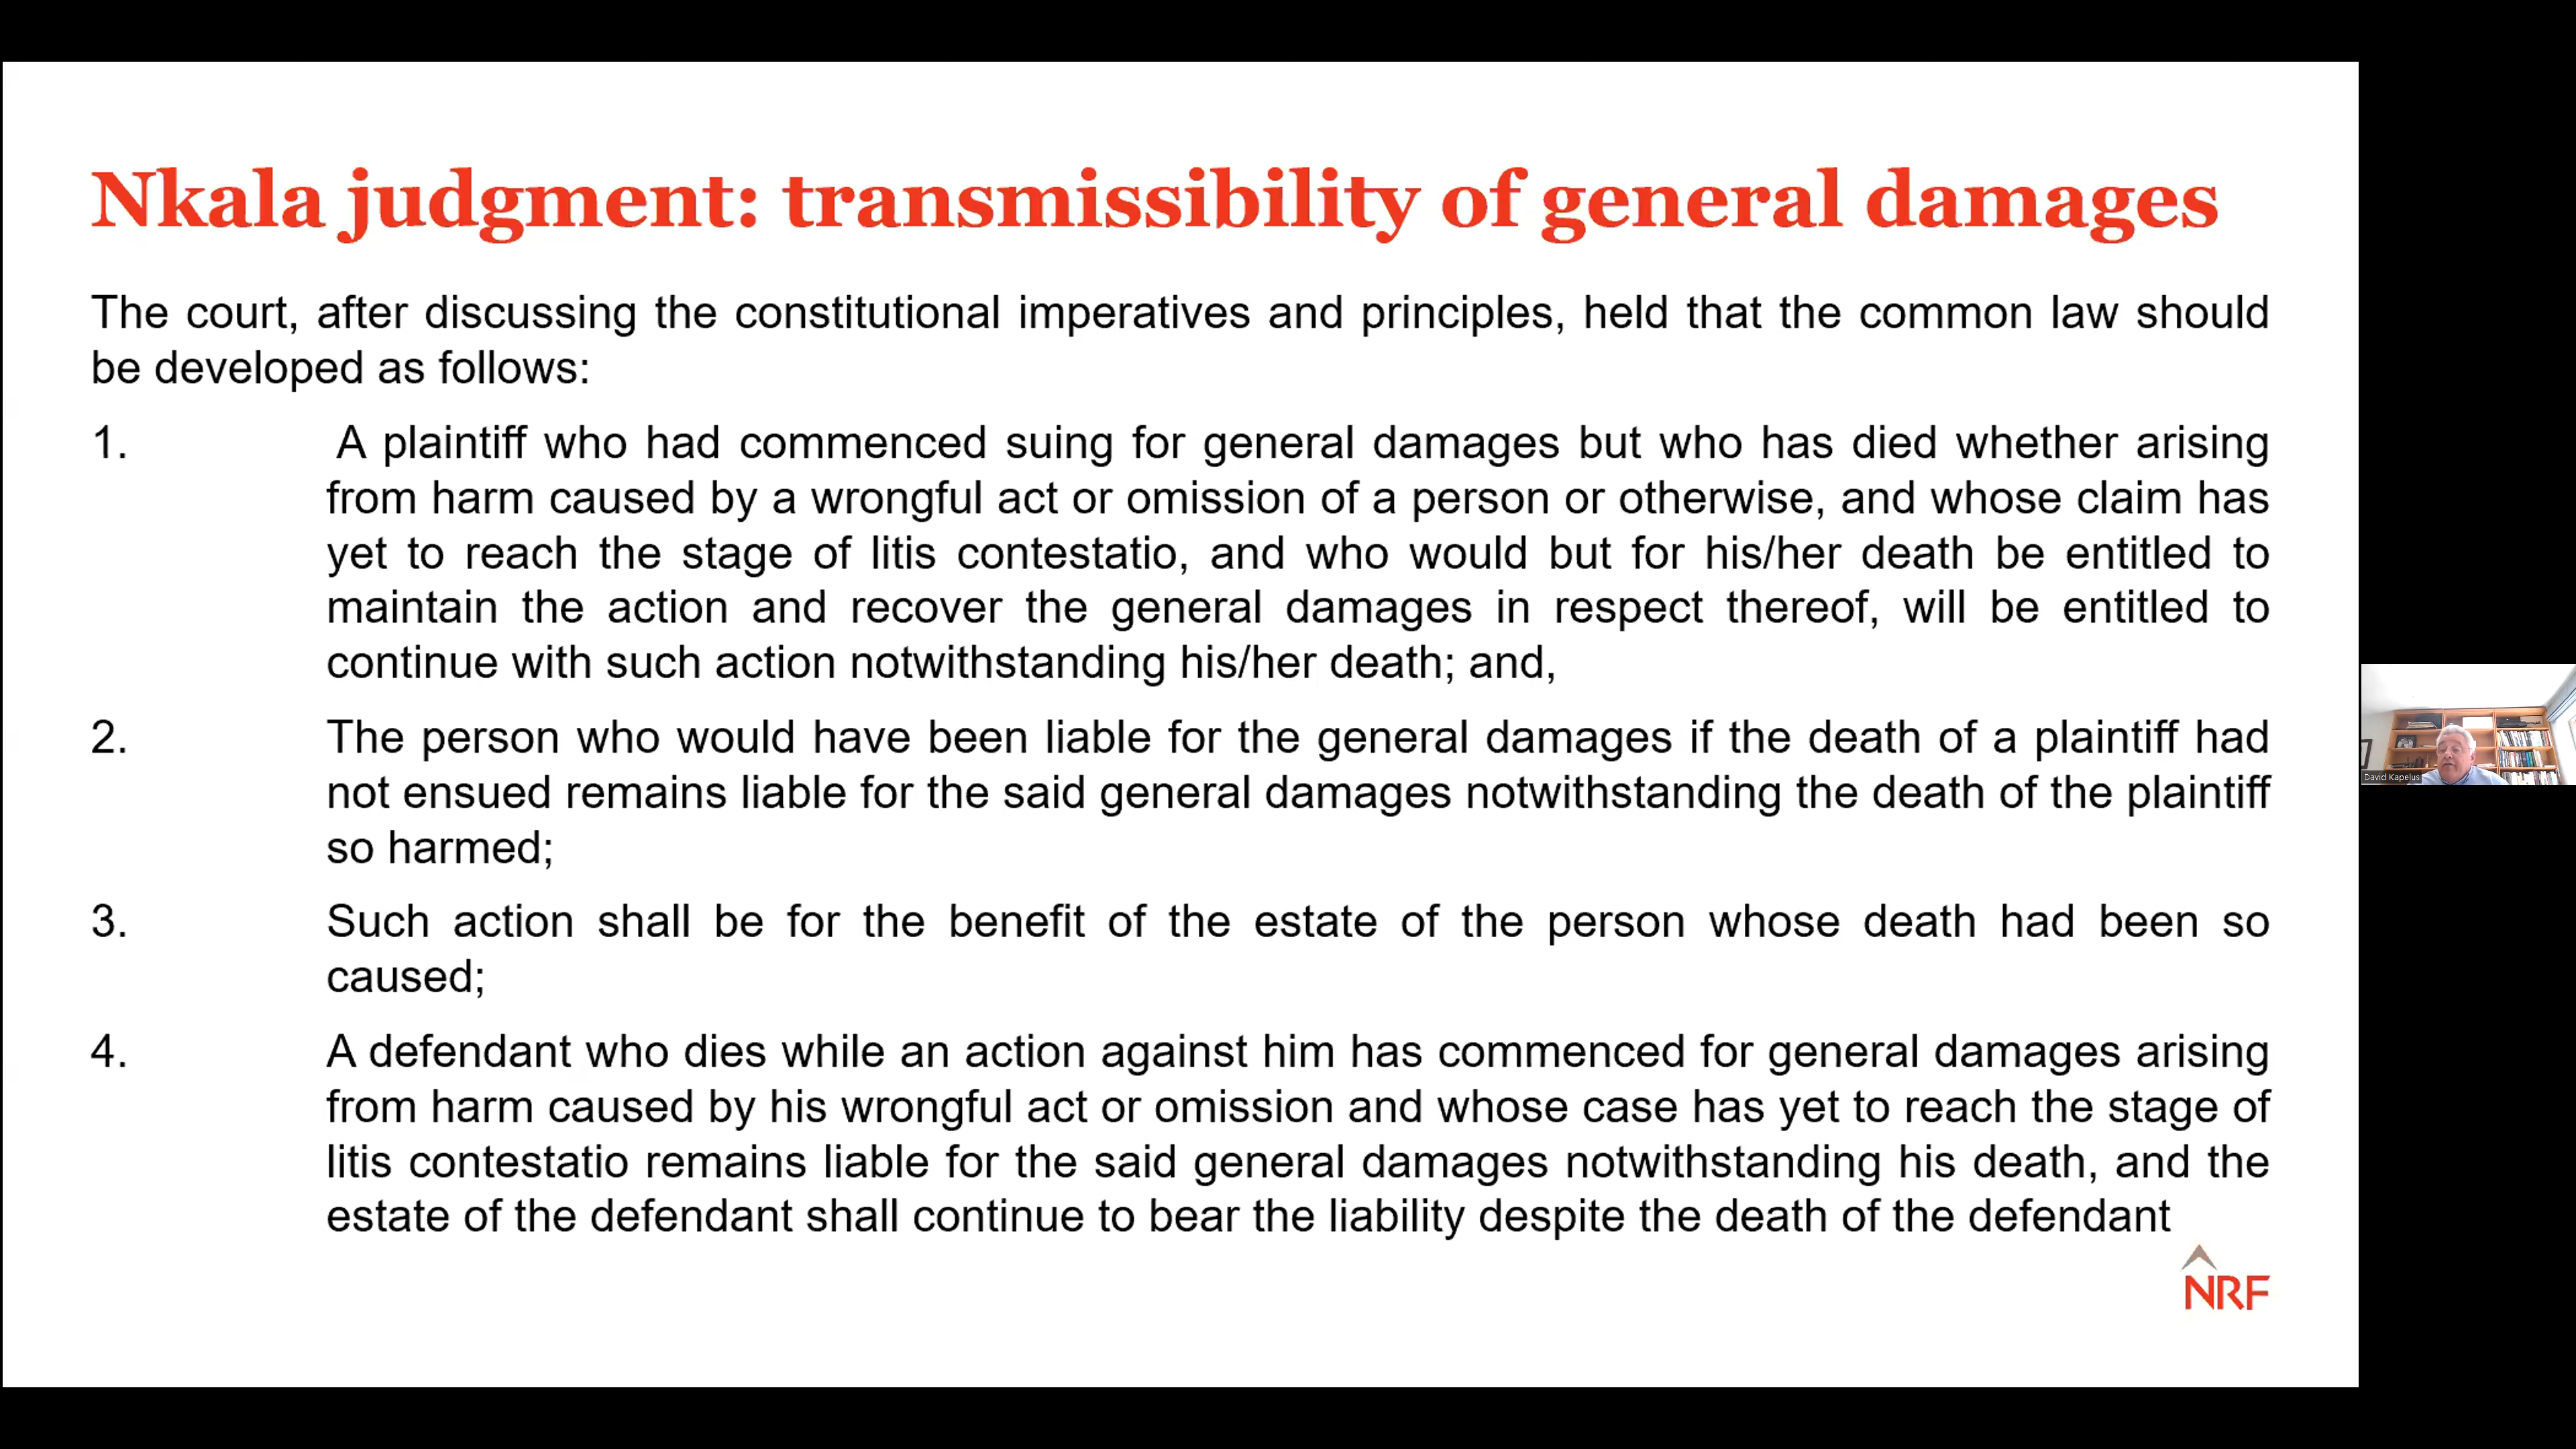 Nkala judgment: transmissibility of general damages
The court, after discussing the constitutional imperatives and principles, held that the common law should
be developed as follows:
1. A plaintiff who had commenced suing for general damages but who has died whether arising
from harm caused by a wrongful act or omission of a person or otherwise, and whose claim has
yet to reach the stage of litis contestatio, and who would but for his/her death be entitled to
maintain the action and recover the general damages in respect thereof, will be entitled to
continue with such action notwithstanding his/her death; and,
2. The person who would have been liable for the general damages if the death of a plaintiff had
not ensued remains liable for the said general damages notwithstanding the death of the plaintiff
so harmed;
3. Such action shall be for the benefit of the estate of the person whose death had been so
caused;
4. A defendant who dies while an action against him has commenced for general damages arising
from harm caused by his wrongful act or omission and whose case has yet to reach the stage of
litis contestatio remains liable for the said general damages notwithstanding his death, and the
estate of the defendant shall continue to bear the liability despite the death of the defendant
NRF
David Kapelus